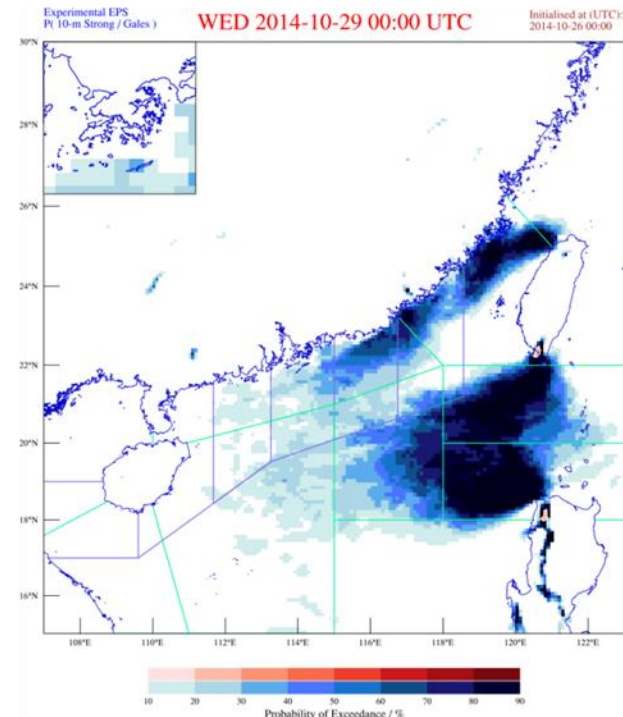 Experimental EPS
P( 10-m Strong / Gales )
WED 2014-10-29 00:00 UTC
Initialised at (UTC):
2014-10-26 00:00
30°N
28°N
26°N
24°N
22°N
20°N
18°N
16°N
108°E 110°E 112°E 114°E 116°E 118°E 120°E 122°E
10 20 30 40 50 60 70 80 90
Probability of Exceedance / %